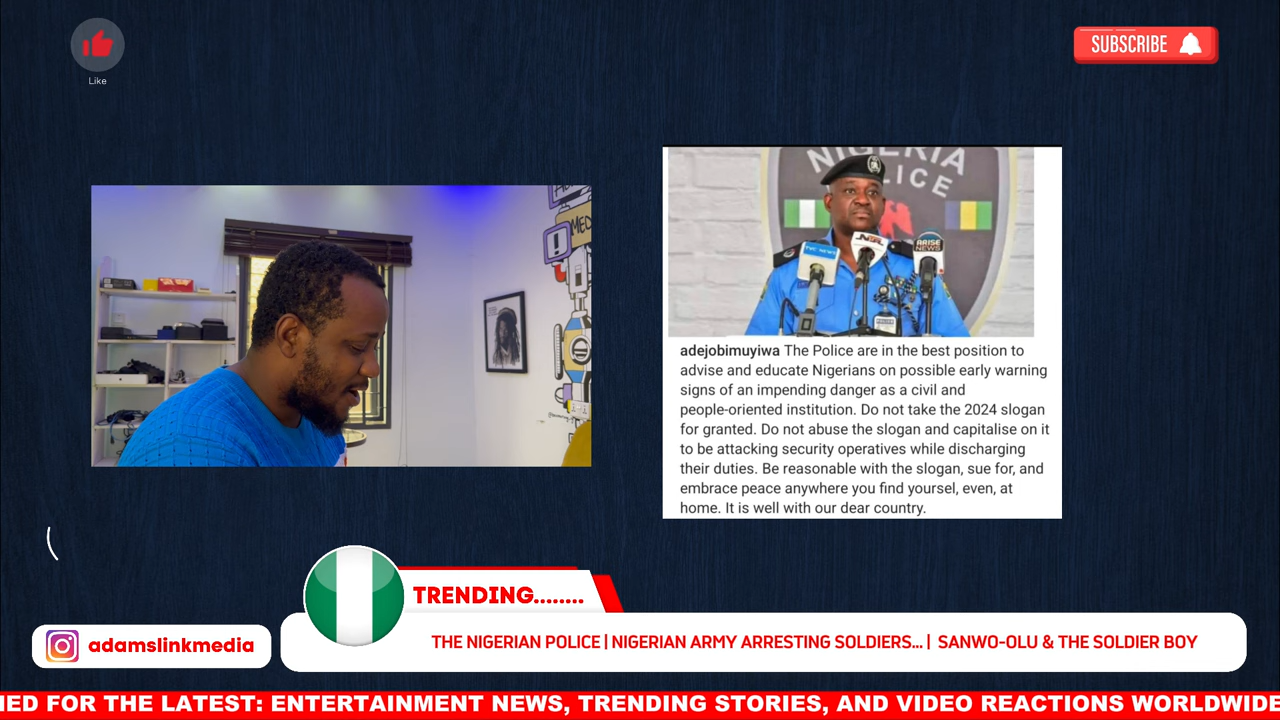 Like
SUBSCRIBE
MED
NIGERIA
POLICE
TVC NEWS
ARISE
NEWS
adejobimuyiwa The Police are in the best position to
advise and educate Nigerians on possible early warning
signs of an impending danger as a civil and
people-oriented institution. Do not take the 2024 slogan
for granted. Do not abuse the slogan and capitalise on it
to be attacking security operatives while discharging
their duties. Be reasonable with the slogan, sue for, and
embrace peace anywhere you find yoursel, even, at
home. It is well with our dear country.
TRENDING........
adamslinkmedia
THE NIGERIAN POLICE | NIGERIAN ARMY ARRESTING SOLDIERS... | SANWO-OLU & THE SOLDIER BOY
FOR THE LATEST: ENTERTAINMENT NEWS, TRENDING STORIES, AND VIDEO REACTIONS WORLDWIDE